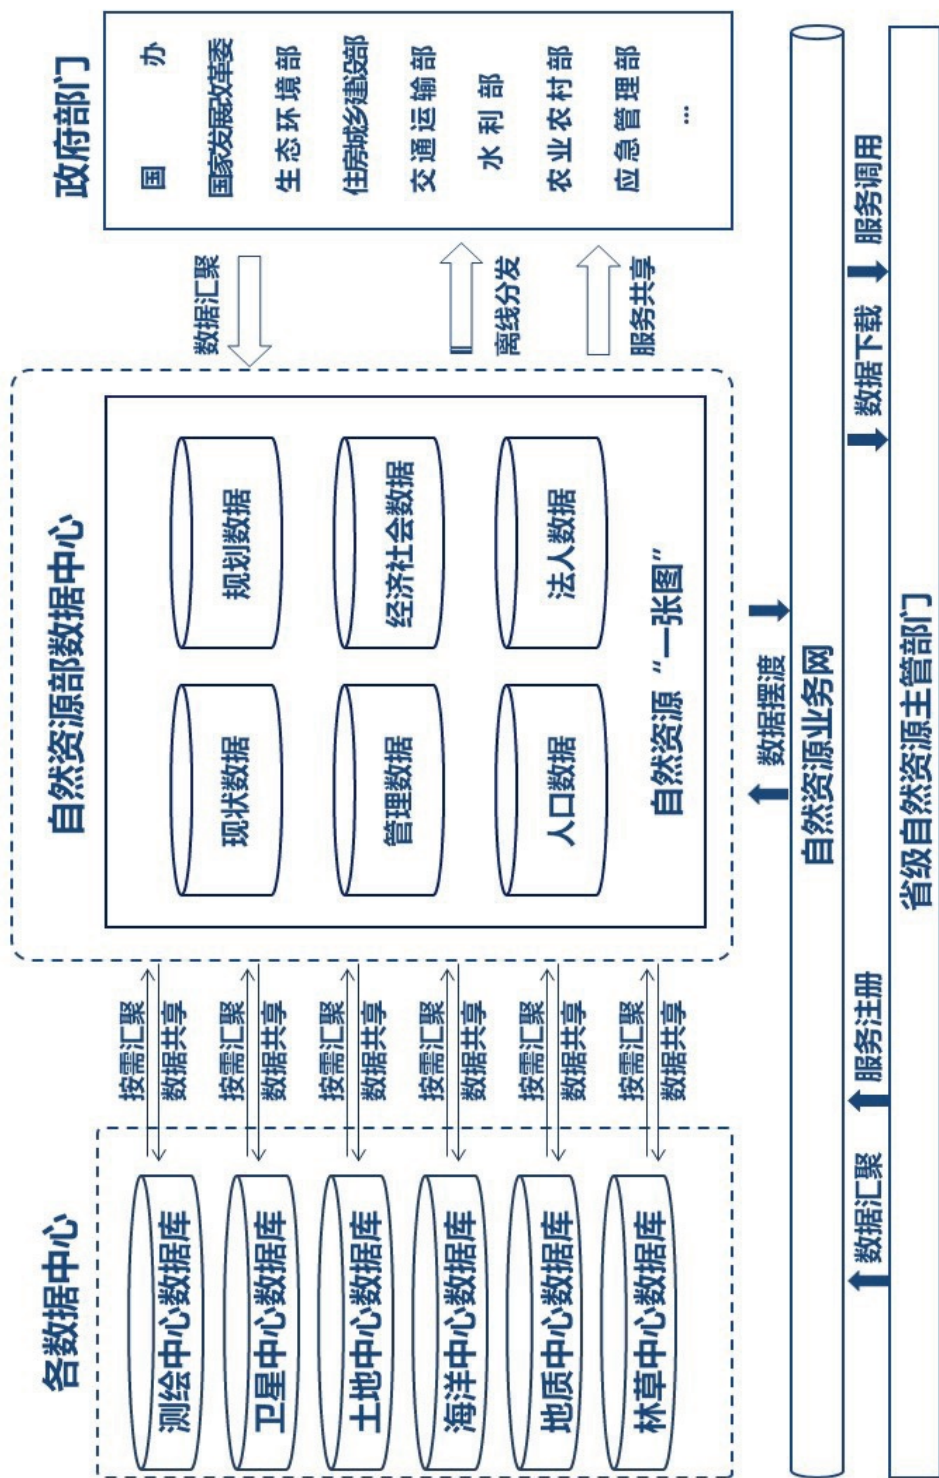 各数据中心
测绘中心数据库
卫星中心数据库
土地中心数据库
海洋中心数据库
地质中心数据库
林草中心数据库
按需汇聚
数据共享
按需汇聚
数据共享
按需汇聚
数据共享
按需汇聚
数据共享
按需汇聚
数据共享
按需汇聚
数据共享
自然资源部数据中心
现状数据
规划数据
管理数据
经济社会数据
人口数据
法人数据
自然资源“一张图”
数据汇聚
离线分发
服务共享
政府部门
国办
国家发展改革委
生态环境部
住房城乡建设部
交通运输部
水利部
农业农村部
应急管理部
…
数据摆渡
自然资源业务网
数据汇聚
服务注册
数据下载
服务调用
省级自然资源主管部门